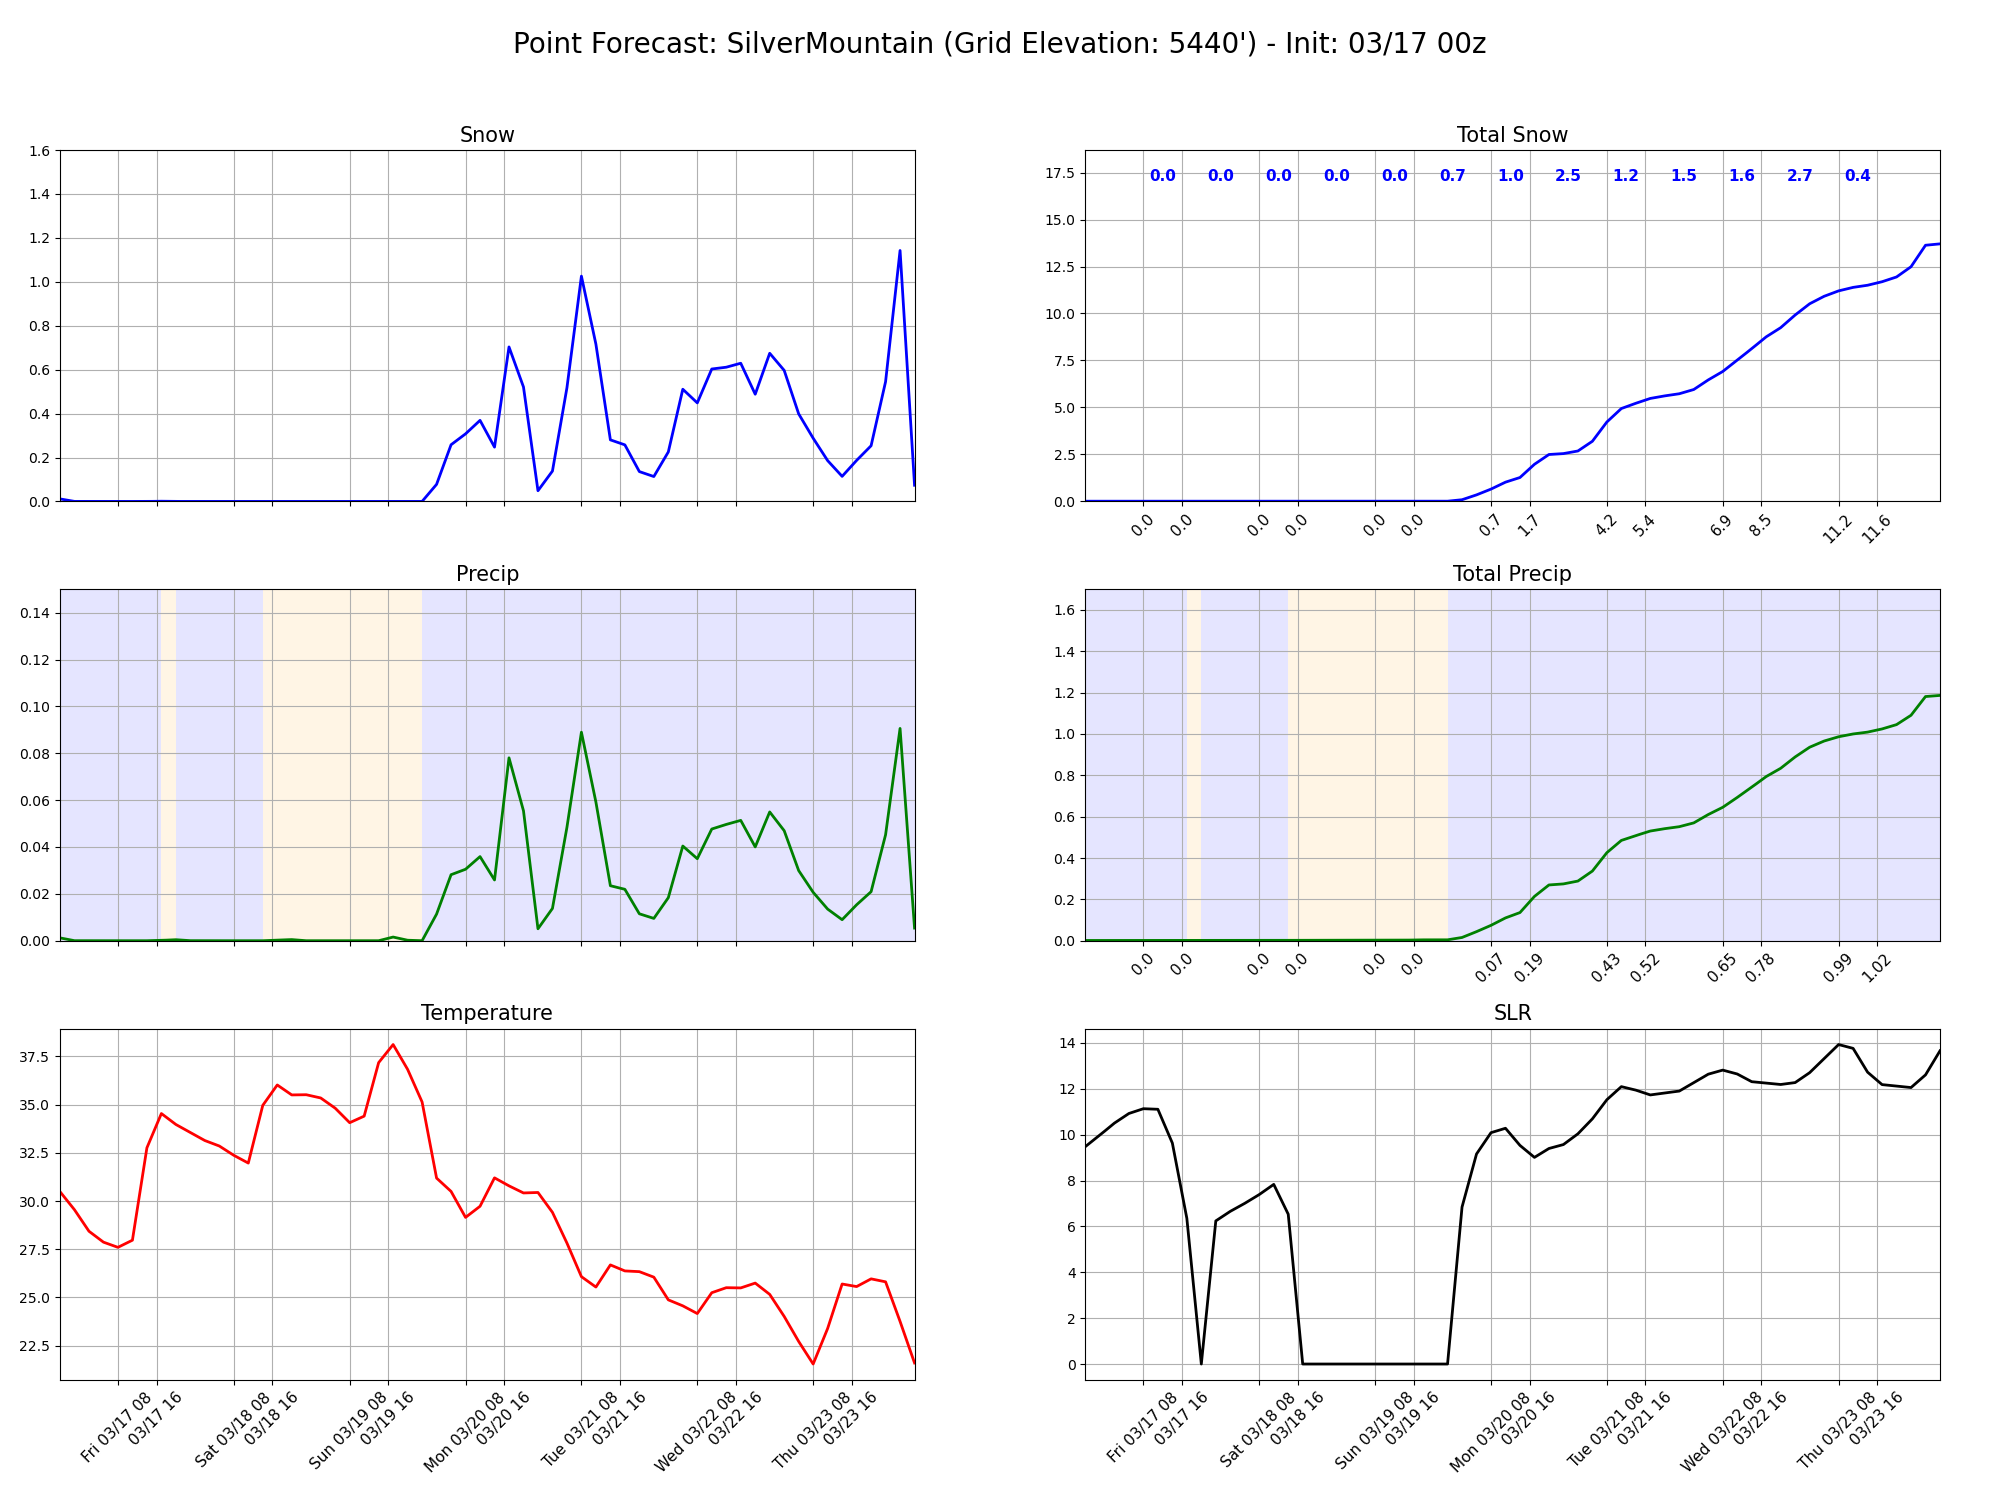 Point Forecast: SilverMountain (Grid Elevation: 5440') - Init: 03/17 00z
Snow
1.6
1.4
1.2
1.0
0.8
0.6
0.4
0.2
0.0
Total Snow
17.5
15.0
12.5
10.0
7.5
5.0
2.5
0.0
0.0 0.0 0.0 0.0 0.0 0.7 1.0 2.5 1.2 1.5 1.6 2.7 0.4
0.0 0.0 0.0 0.0 0.0 0.0 0.7 1.7 4.2 5.4 6.9 8.5 11.2 11.6
Precip
0.14
0.12
0.10
0.08
0.06
0.04
0.02
0.00
Total Precip
1.6
1.4
1.2
1.0
0.8
0.6
0.4
0.2
0.0
0.0 0.0 0.0 0.0 0.0 0.0 0.07 0.19 0.43 0.52 0.65 0.78 0.99 1.02
Temperature
37.5
35.0
32.5
30.0
27.5
25.0
22.5
Fri 03/17 08
03/17 16
Sat 03/18 08
03/18 16
Sun 03/19 08
03/19 16
Mon 03/20 08
03/20 16
Tue 03/21 08
03/21 16
Wed 03/22 08
03/22 16
Thu 03/23 08
03/23 16
SLR
14
12
10
8
6
4
2
0
Fri 03/17 08
03/17 16
Sat 03/18 08
03/18 16
Sun 03/19 08
03/19 16
Mon 03/20 08
03/20 16
Tue 03/21 08
03/21 16
Wed 03/22 08
03/22 16
Thu 03/23 08
03/23 16